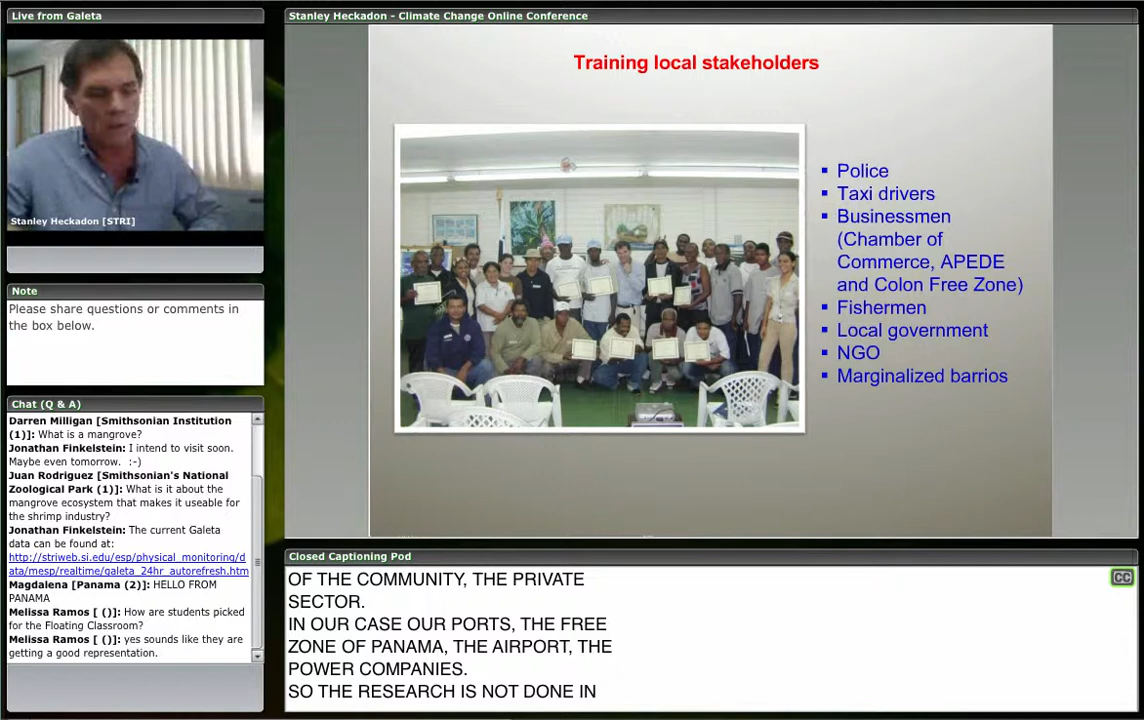 Live from Galeta
Stanley Heckadon [STRI]
Note
Please share questions or comments in
the box below.
Chat (Q & A)
Darren Milligan [Smithsonian Institution
(1)]: What is a mangrove?
Jonathan Finkelstein: I intend to visit soon.
Maybe even tomorrow. :-)
Juan Rodriguez [Smithsonian's National
Zoological Park (1)]: What is it about the
mangrove ecosystem that makes it useable for
the shrimp industry?
Jonathan Finkelstein: The current Galeta
data can be found at:
http://striweb.si.edu/esp/physical_monitoring/d
ata/mesp/realtime/galeta_24hr_autorefresh.htm
Magdalena [Panama (2)]: HELLO FROM
PANAMA
Melissa Ramos [ ()]: How are students picked
for the Floating Classroom?
Melissa Ramos [ ()]: yes sounds like they are
getting a good representation.
Stanley Heckadon - Climate Change Online Conference
Training local stakeholders
▪ Police
▪ Taxi drivers
▪ Businessmen
(Chamber of
Commerce, APEDE
and Colon Free Zone)
▪ Fishermen
▪ Local government
▪ NGO
▪ Marginalized barrios
Closed Captioning Pod
CC
OF THE COMMUNITY, THE PRIVATE
SECTOR.
IN OUR CASE OUR PORTS, THE FREE
ZONE OF PANAMA, THE AIRPORT, THE
POWER COMPANIES.
SO THE RESEARCH IS NOT DONE IN